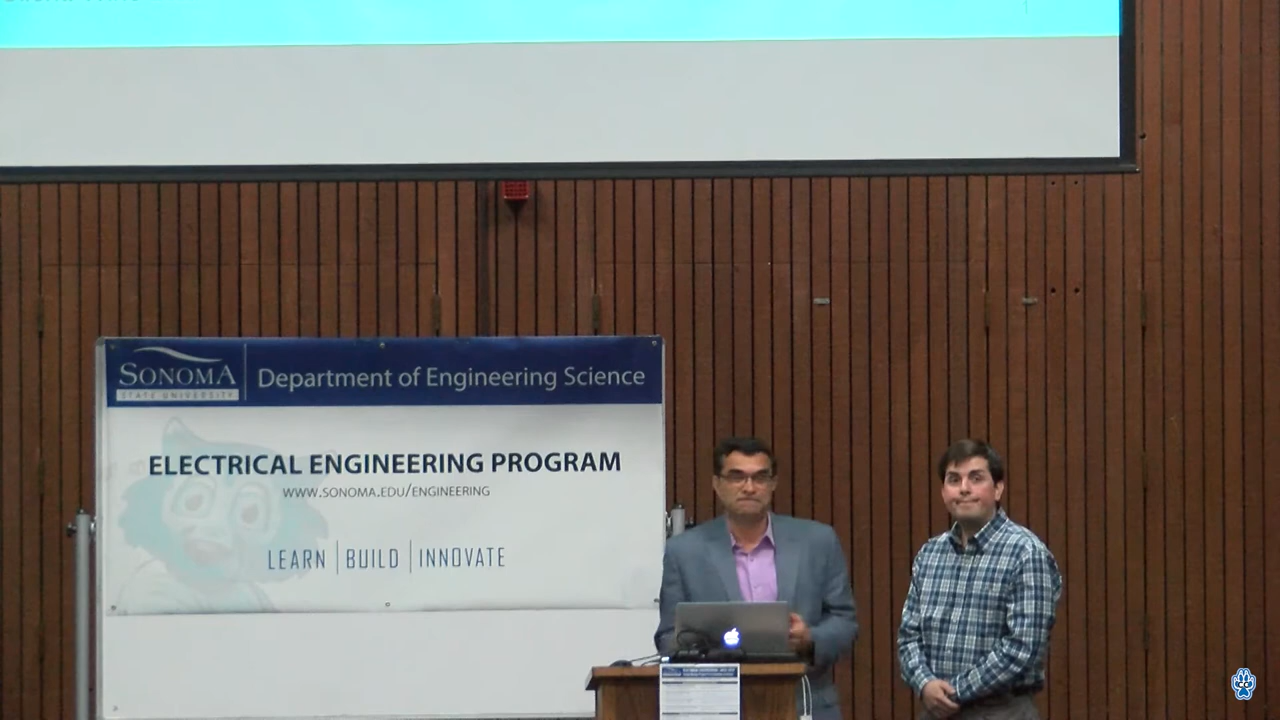 SONOMA
STATE UNIVERSITY
Department of Engineering Science
ELECTRICAL ENGINEERING PROGRAM
WWW.SONOMA.EDU/ENGINEERING
LEARN | BUILD | INNOVATE